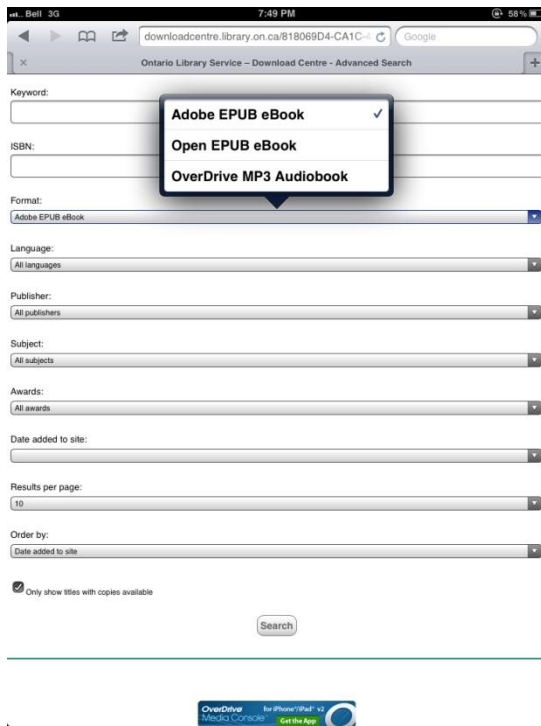 Bell 3G 7:49 PM 58%
downloadcentre.library.on.ca/818069D4-CA1C-4 Google
Ontario Library Service – Download Centre - Advanced Search
Keyword:
Adobe EPUB eBook
Open EPUB eBook
OverDrive MP3 Audiobook
ISBN:
Format:
Adobe EPUB eBook
Language:
All languages
Publisher:
All publishers
Subject:
All subjects
Awards:
All awards
Date added to site:
Results per page:
10
Order by:
Date added to site
Only show titles with copies available
Search
OverDrive for iPhone®/iPad® v2
Media Console™ Get the App